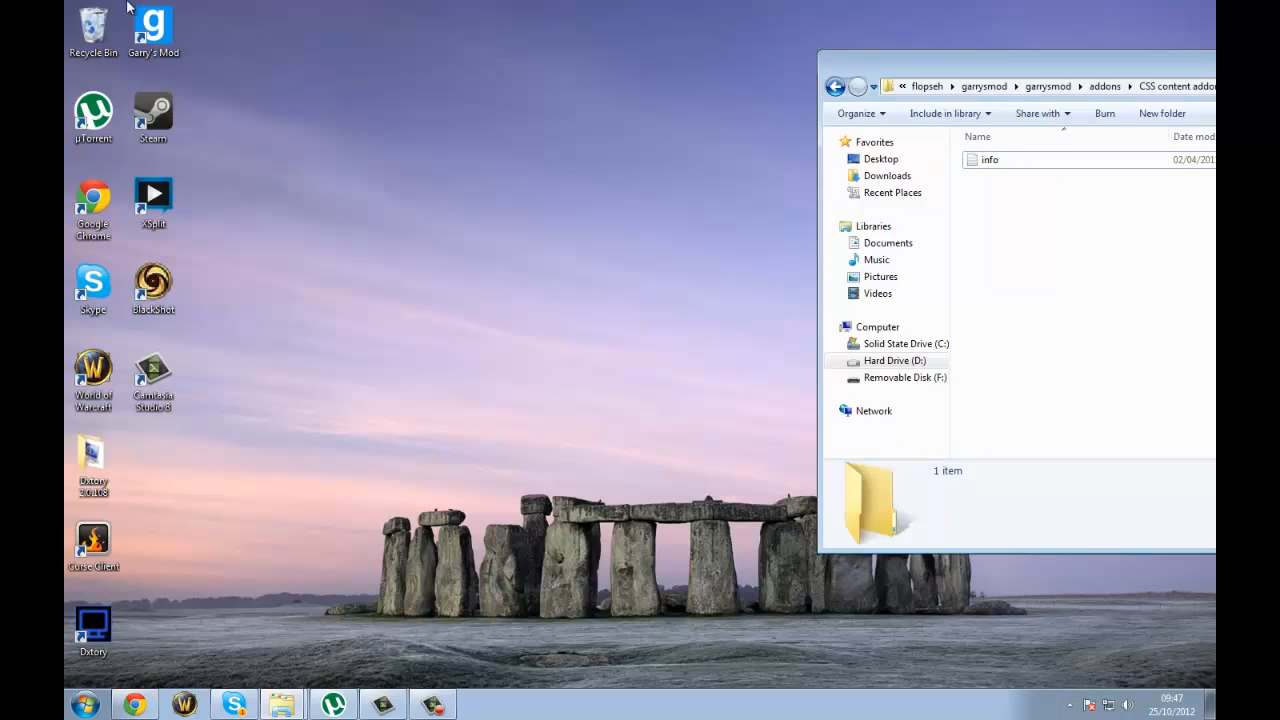 Recycle Bin
Garry's Mod
µTorrent
Steam
Google Chrome
XSplit
Skype
BlackShot
World of Warcraft
Camtasia Studio 8
Dxtory 2.0.108
Curse Client
Dxtory
« flopseh garrysmod garrysmod addons CSS content addon
Organize Include in library Share with Burn New folder
Name Date mod
info 02/04/201
Favorites
Desktop
Downloads
Recent Places
Libraries
Documents
Music
Pictures
Videos
Computer
Solid State Drive (C:)
Hard Drive (D:)
Removable Disk (F:)
Network
1 item
09:47
25/10/2012